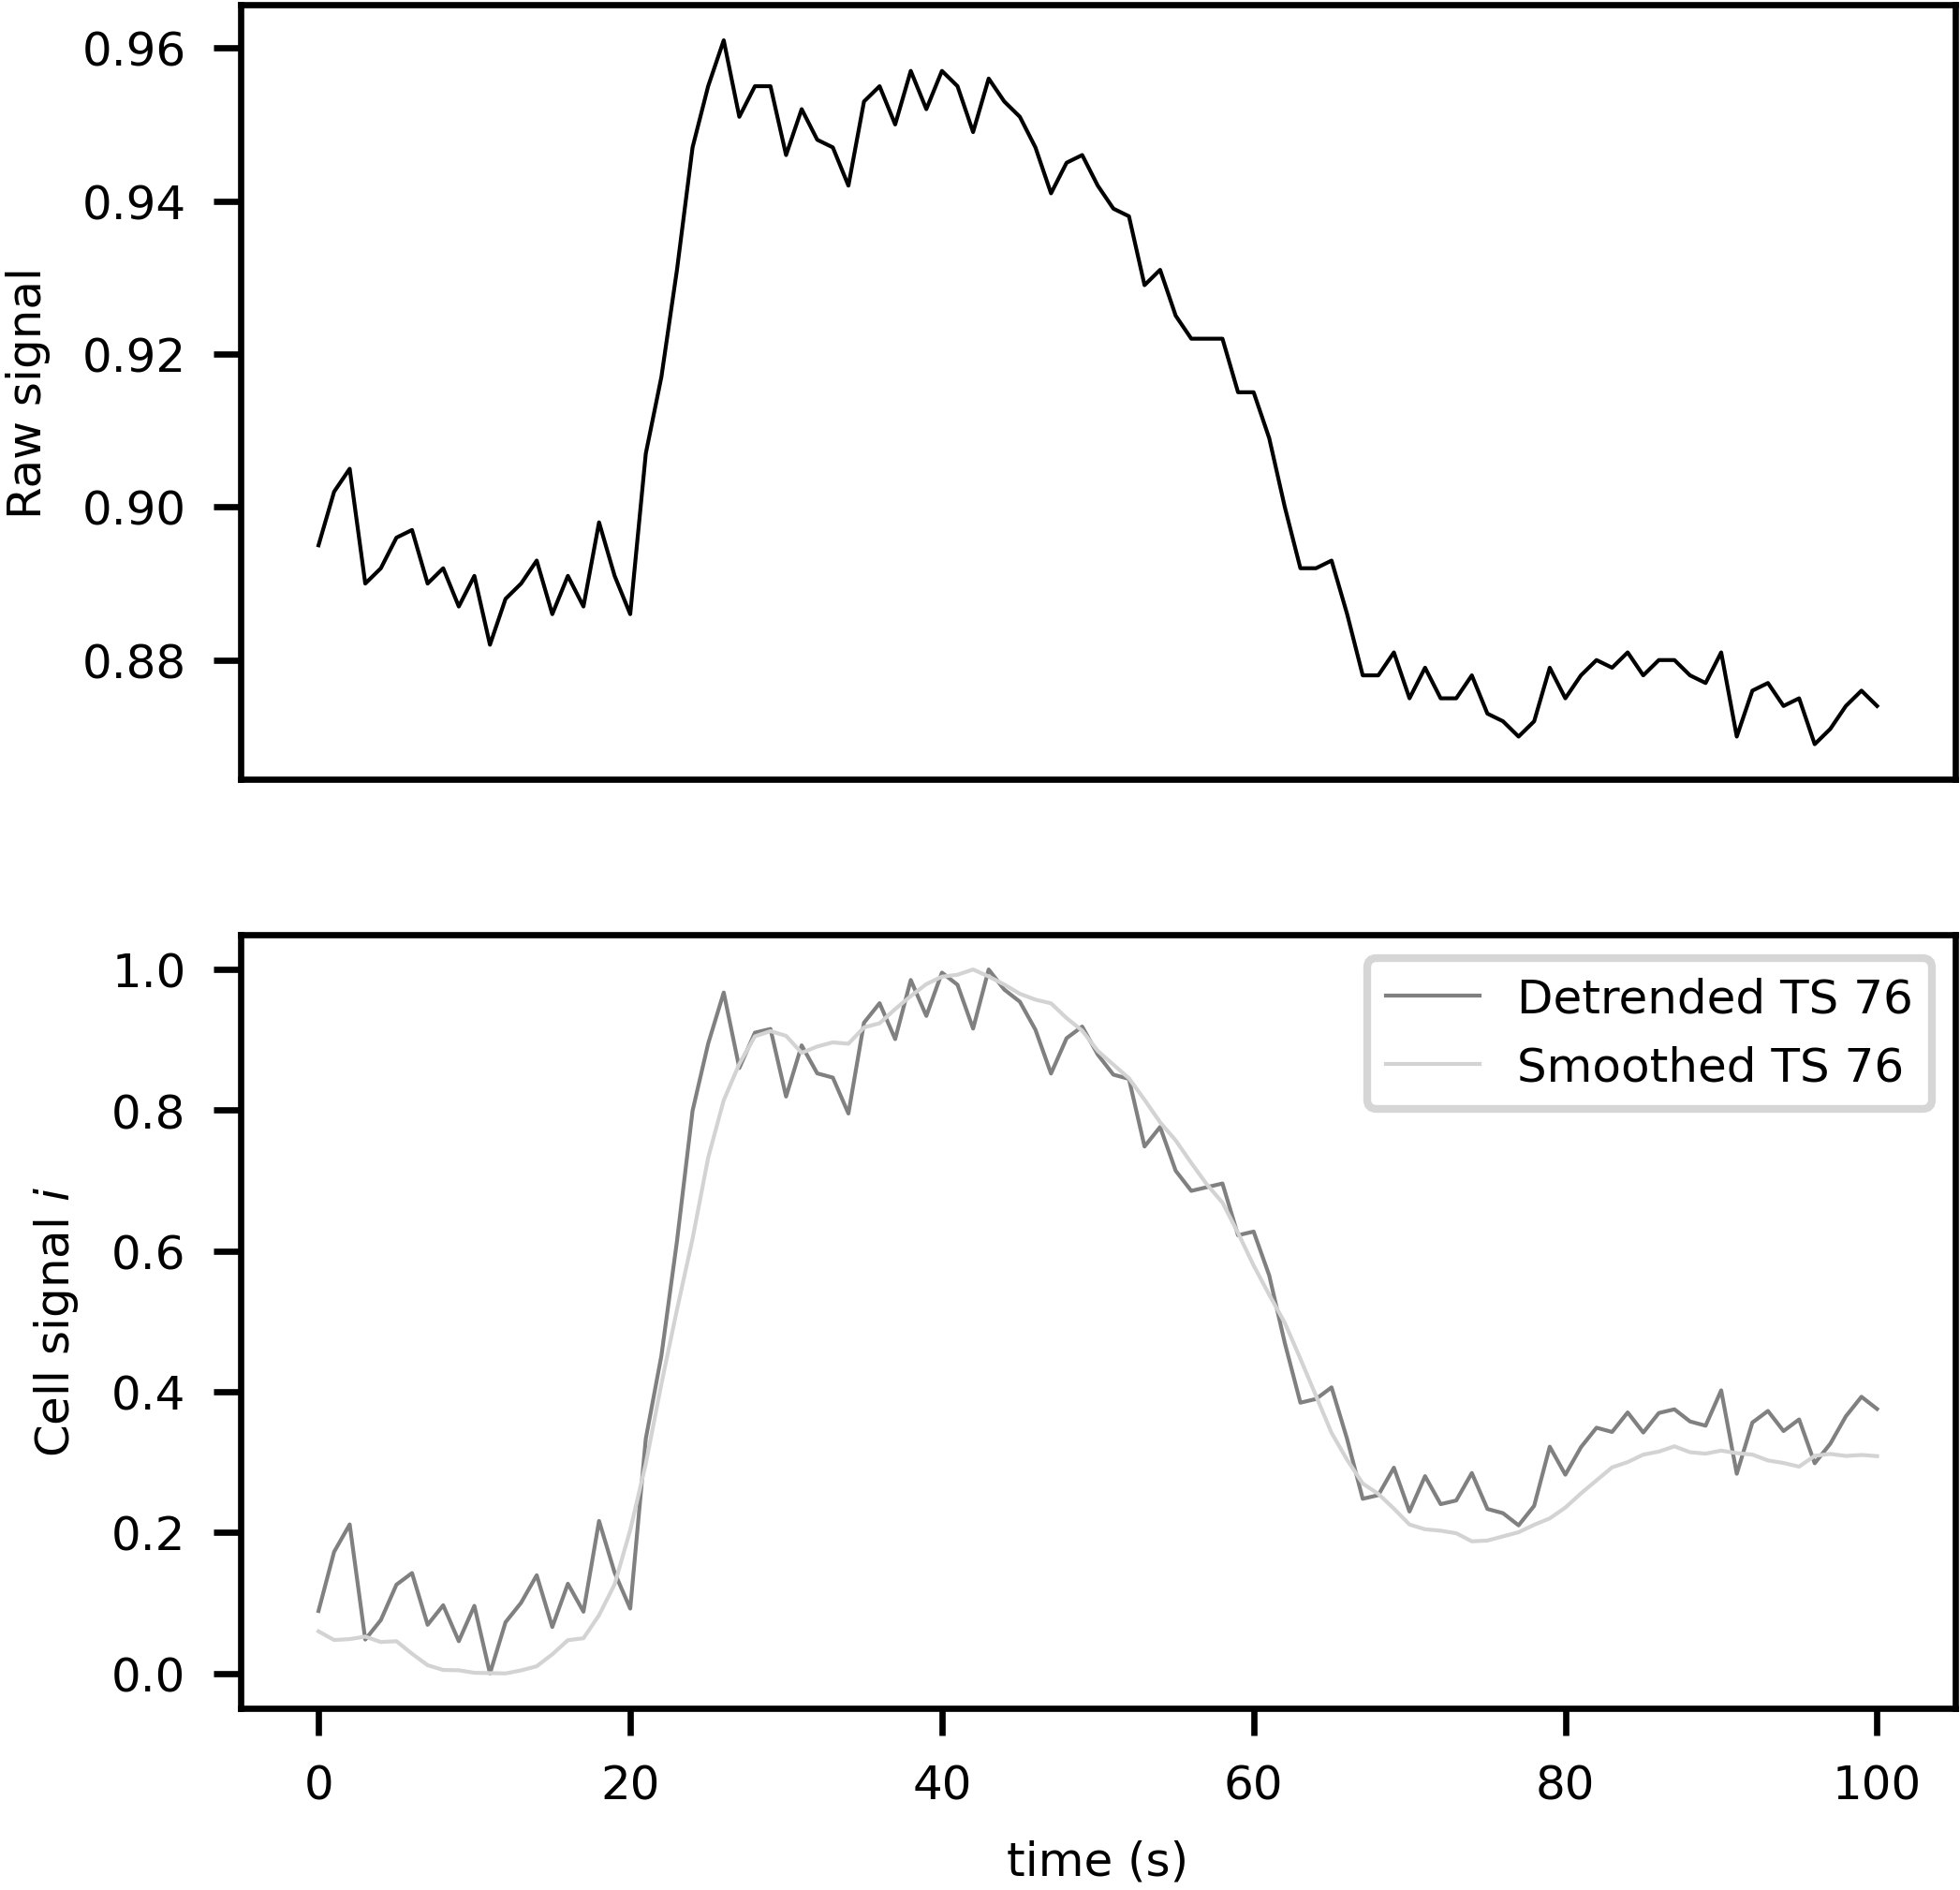 Raw signal
0.96
0.94
0.92
0.90
0.88
Cell signal i
1.0
0.8
0.6
0.4
0.2
0.0
Detrended TS 76
Smoothed TS 76
0 20 40 60 80 100
time (s)